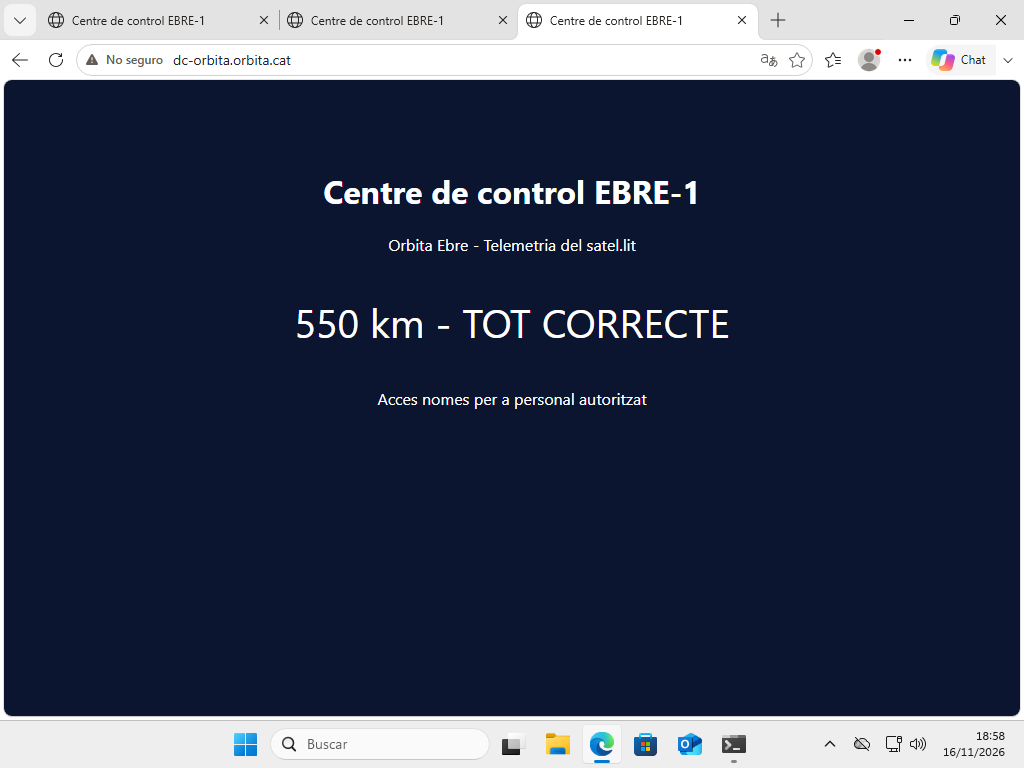 Centre de control EBRE-1
Centre de control EBRE-1
Centre de control EBRE-1
No seguro
dc-orbita.orbita.cat
Chat
Centre de control EBRE-1
Orbita Ebre - Telemetria del satel.lit
550 km - TOT CORRECTE
Acces nomes per a personal autoritzat
Buscar
18:58
16/11/2026